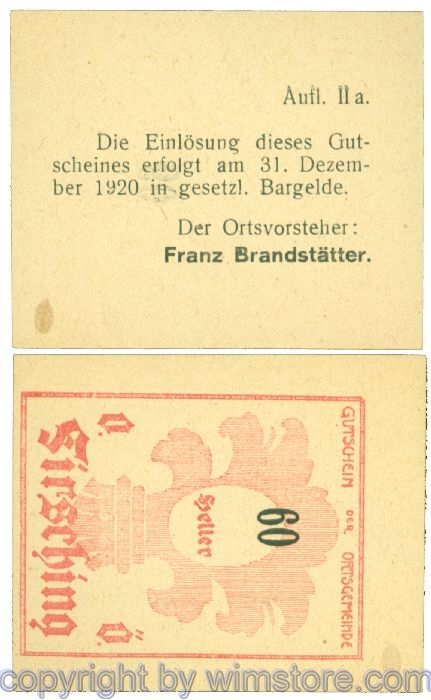 Aufl. IIa.
Die Einlösung dieses Gut-
scheines erfolgt am 31. Dezem-
ber 1920 in gesetzl. Bargelde.
Der Ortsvorsteher:
Franz Brandstätter.
GUTSCHEIN DER ORTSGEMEINDE
60
Heller
Firsching
O. Ö.
copyright by wimstore.com